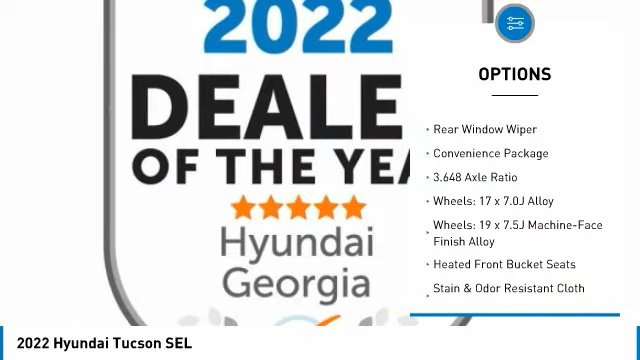 2022
DEALE
OF THE YEA
Hyundai
Georgia
OPTIONS
Rear Window Wiper
Convenience Package
3.648 Axle Ratio
Wheels: 17 x 7.0J Alloy
Wheels: 19 x 7.5J Machine-Face
Finish Alloy
Heated Front Bucket Seats
Stain & Odor Resistant Cloth
2022 Hyundai Tucson SEL